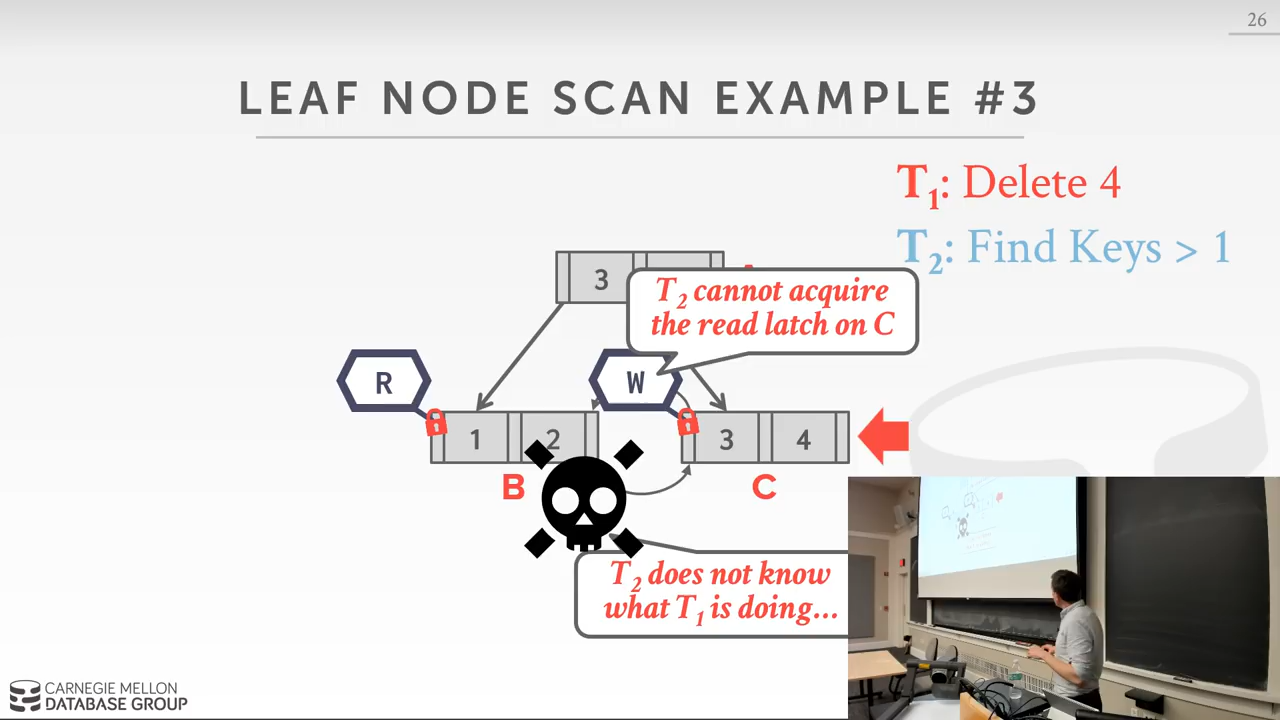 26
LEAF NODE SCAN EXAMPLE #3
T1: Delete 4
T2: Find Keys > 1
3
T2 cannot acquire
the read latch on C
R
W
1 2
3 4
B
C
T2 does not know
what T1 is doing...
CARNEGIE MELLON
DATABASE GROUP